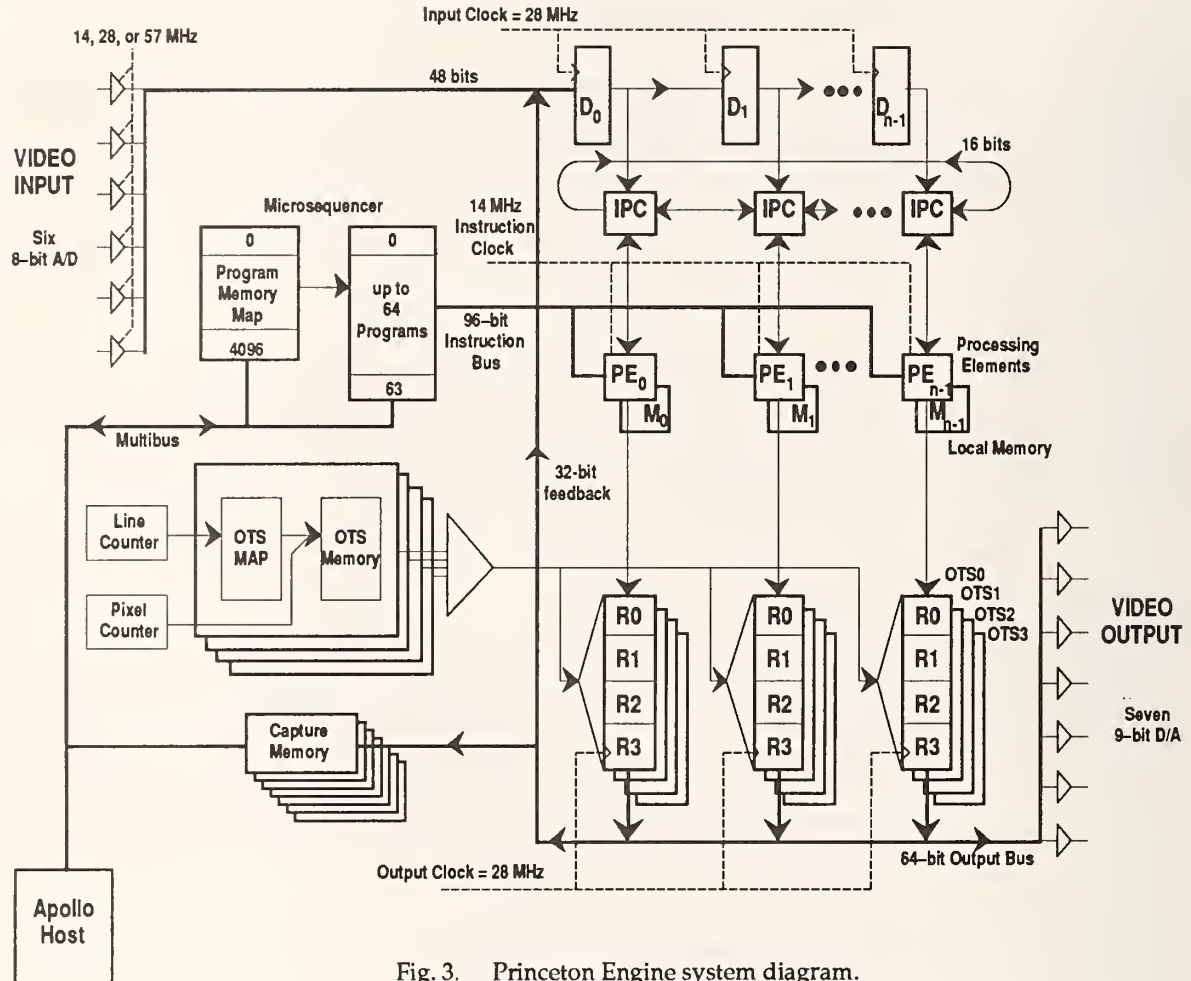 Input Clock = 28 MHz
14, 28, or 57 MHz
48 bits
D0
D1
Dn-1
VIDEO
INPUT
Six
8-bit A/D
16 bits
IPC
IPC
IPC
Microsequencer
14 MHz
Instruction
Clock
0
Program
Memory
Map
4096
0
up to
64
Programs
63
96-bit
Instruction
Bus
Processing
Elements
PE0
PE1
PEn-1
M0
M1
Mn-1
Local Memory
Multibus
32-bit
feedback
Line
Counter
OTS
MAP
OTS
Memory
Pixel
Counter
OTS0
OTS1
OTS2
OTS3
R0
R1
R2
R3
R0
R1
R2
R3
R0
R1
R2
R3
VIDEO
OUTPUT
Seven
9-bit D/A
Capture
Memory
64-bit Output Bus
Output Clock = 28 MHz
Apollo
Host
Fig. 3. Princeton Engine system diagram.